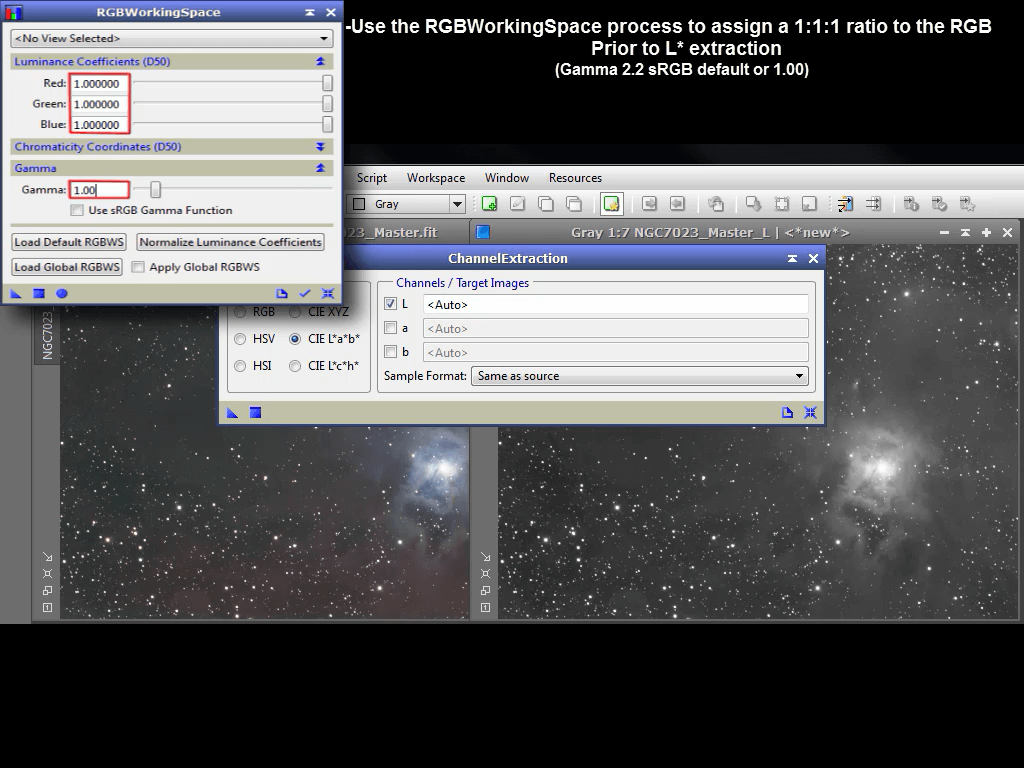 RGBWorkingSpace
<No View Selected>
Luminance Coefficients (D50)
Red: 1.000000
Green: 1.000000
Blue: 1.000000
Chromaticity Coordinates (D50)
Gamma
Gamma: 1.00
Use sRGB Gamma Function
Load Default RGBWS Normalize Luminance Coefficients
Load Global RGBWS Apply Global RGBWS
-Use the RGBWorkingSpace process to assign a 1:1:1 ratio to the RGB
Prior to L* extraction
(Gamma 2.2 sRGB default or 1.00)
Script Workspace Window Resources
Gray
23_Master.fit
Gray 1:7 NGC7023_Master_L | <*new*>
ChannelExtraction
RGB CIE XYZ
HSV CIE L*a*b*
HSI CIE L*c*h*
Channels / Target Images
L <Auto>
a <Auto>
b <Auto>
Sample Format: Same as source
NGC7023_